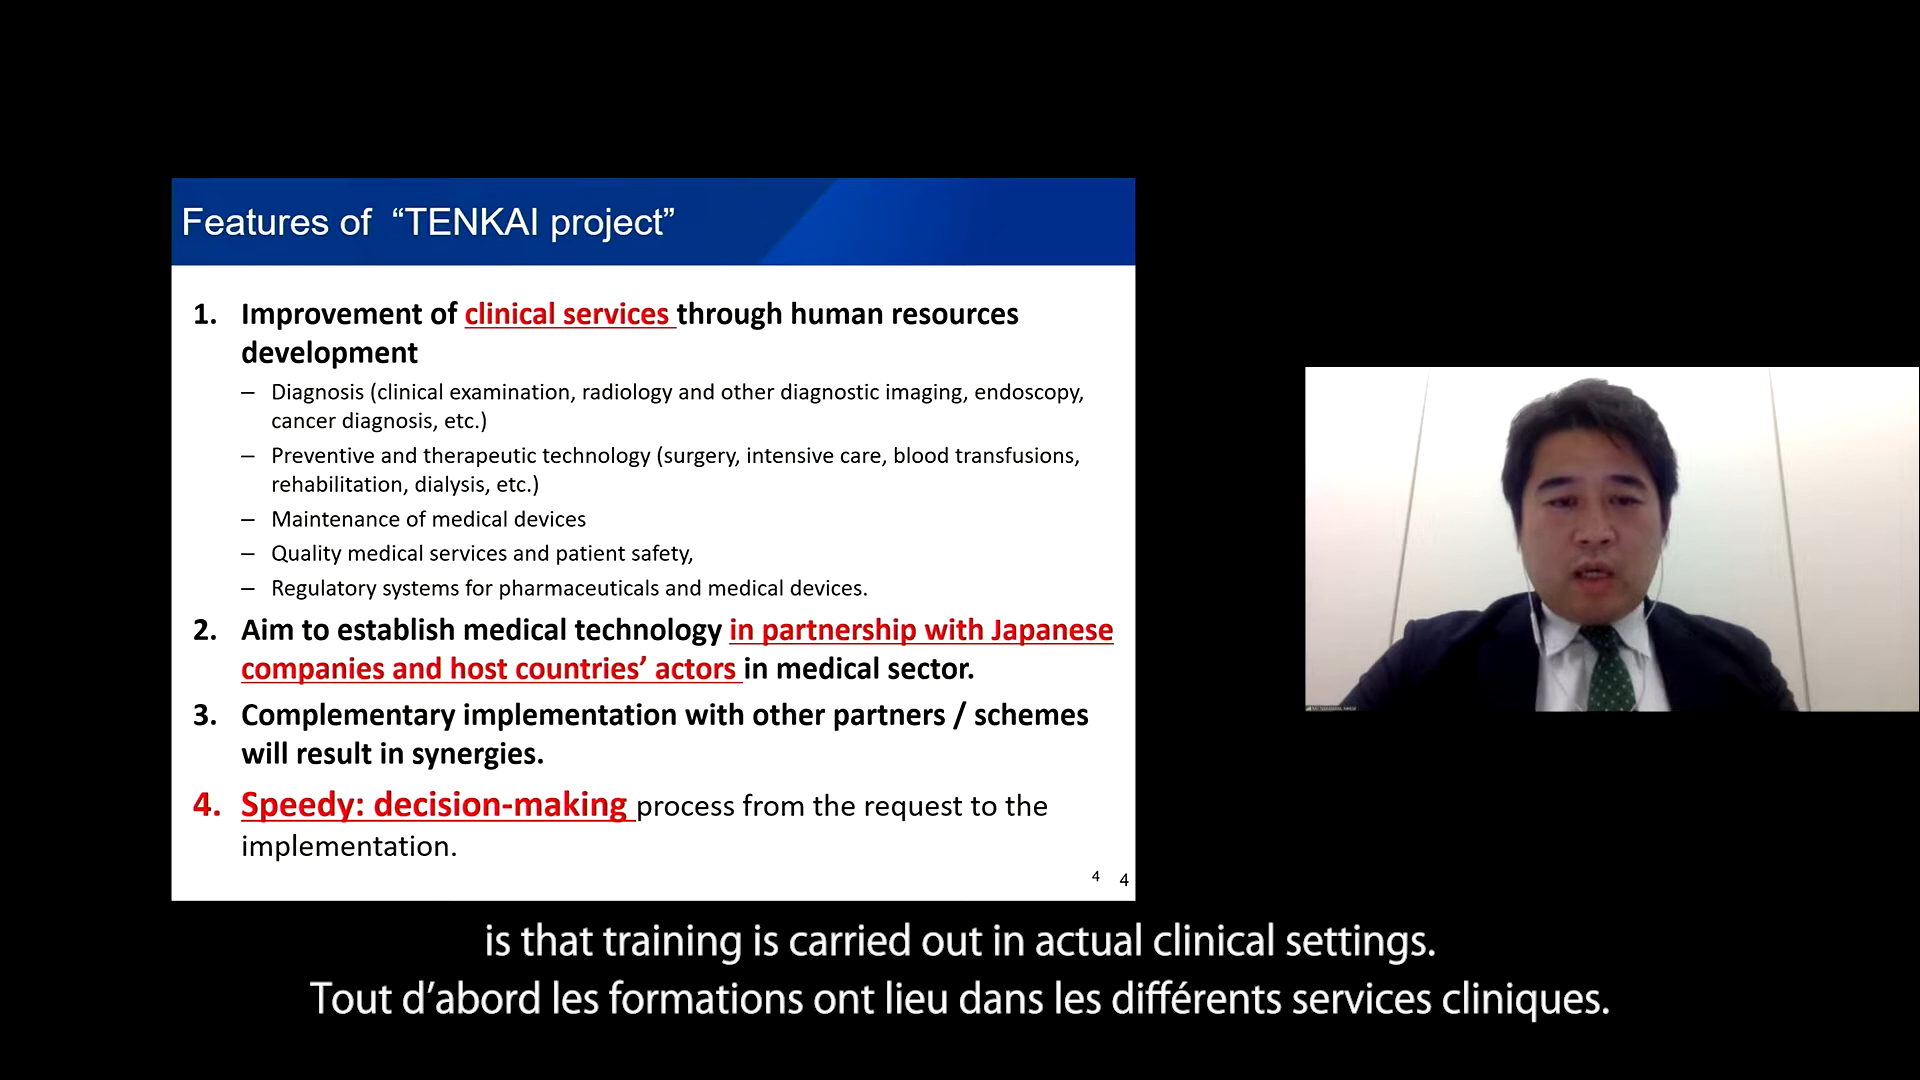 Features of “TENKAI project”
1. Improvement of clinical services through human resources
development
– Diagnosis (clinical examination, radiology and other diagnostic imaging, endoscopy,
cancer diagnosis, etc.)
– Preventive and therapeutic technology (surgery, intensive care, blood transfusions,
rehabilitation, dialysis, etc.)
– Maintenance of medical devices
– Quality medical services and patient safety,
– Regulatory systems for pharmaceuticals and medical devices.
2. Aim to establish medical technology in partnership with Japanese
companies and host countries’ actors in medical sector.
3. Complementary implementation with other partners / schemes
will result in synergies.
4. Speedy: decision-making process from the request to the
implementation.
4 4
is that training is carried out in actual clinical settings.
Tout d’abord les formations ont lieu dans les différents services cliniques.